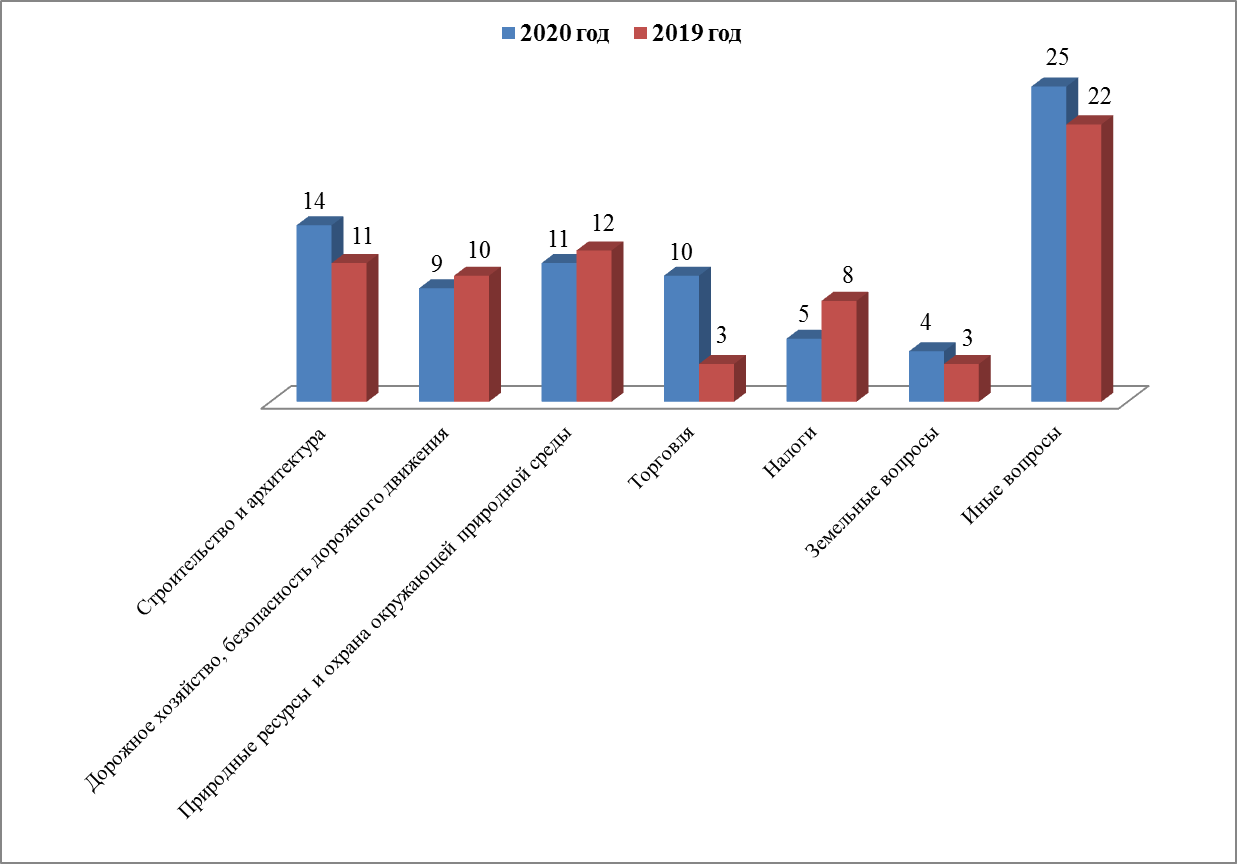 2020 год 2019 год
25
22
14
11
9
10
11
12
10
3
5
8
4
3
Строительство и архитектура
Дорожное хозяйство, безопасность дорожного движения
Природные ресурсы и охрана окружающей природной среды
Торговля
Налоги
Земельные вопросы
Иные вопросы